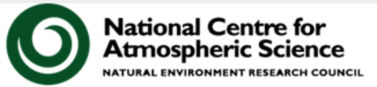 National Centre for
Atmospheric Science
NATURAL ENVIRONMENT RESEARCH COUNCIL